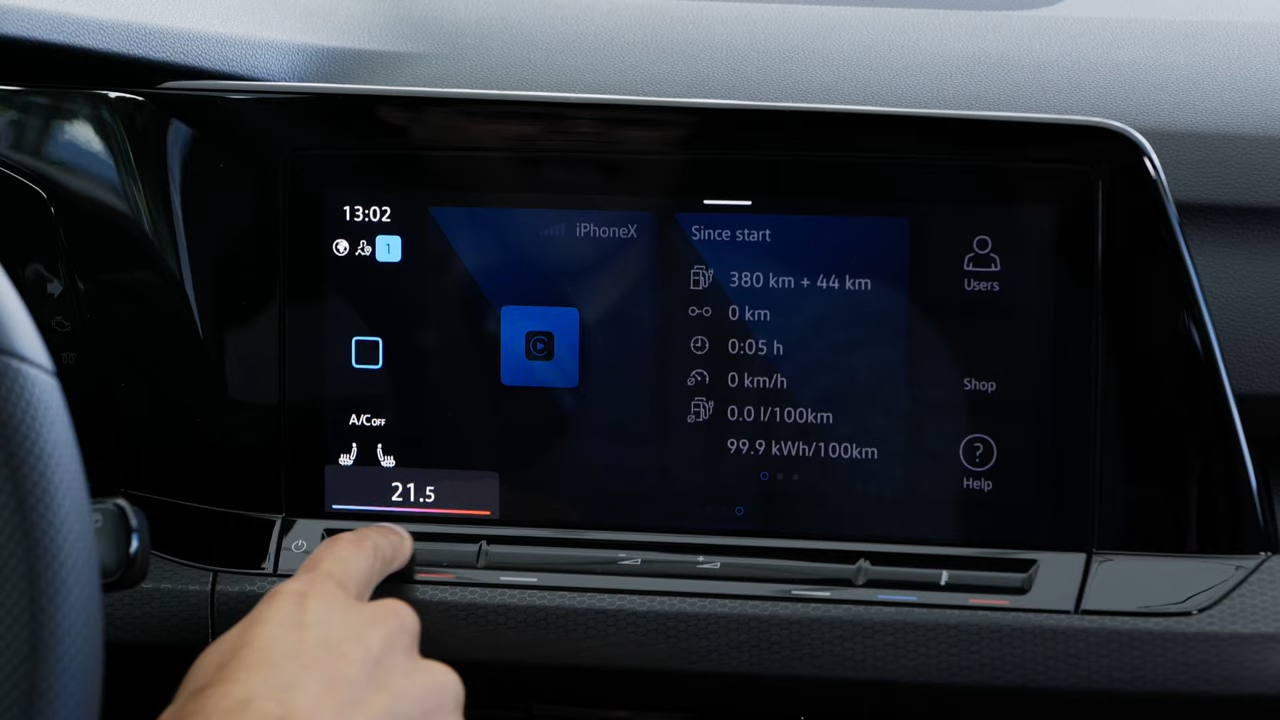 13:02
1
A/C OFF
21.5
iPhoneX
Since start
380 km + 44 km
0 km
0:05 h
0 km/h
0.0 l/100km
99.9 kWh/100km
Users
Shop
?
Help